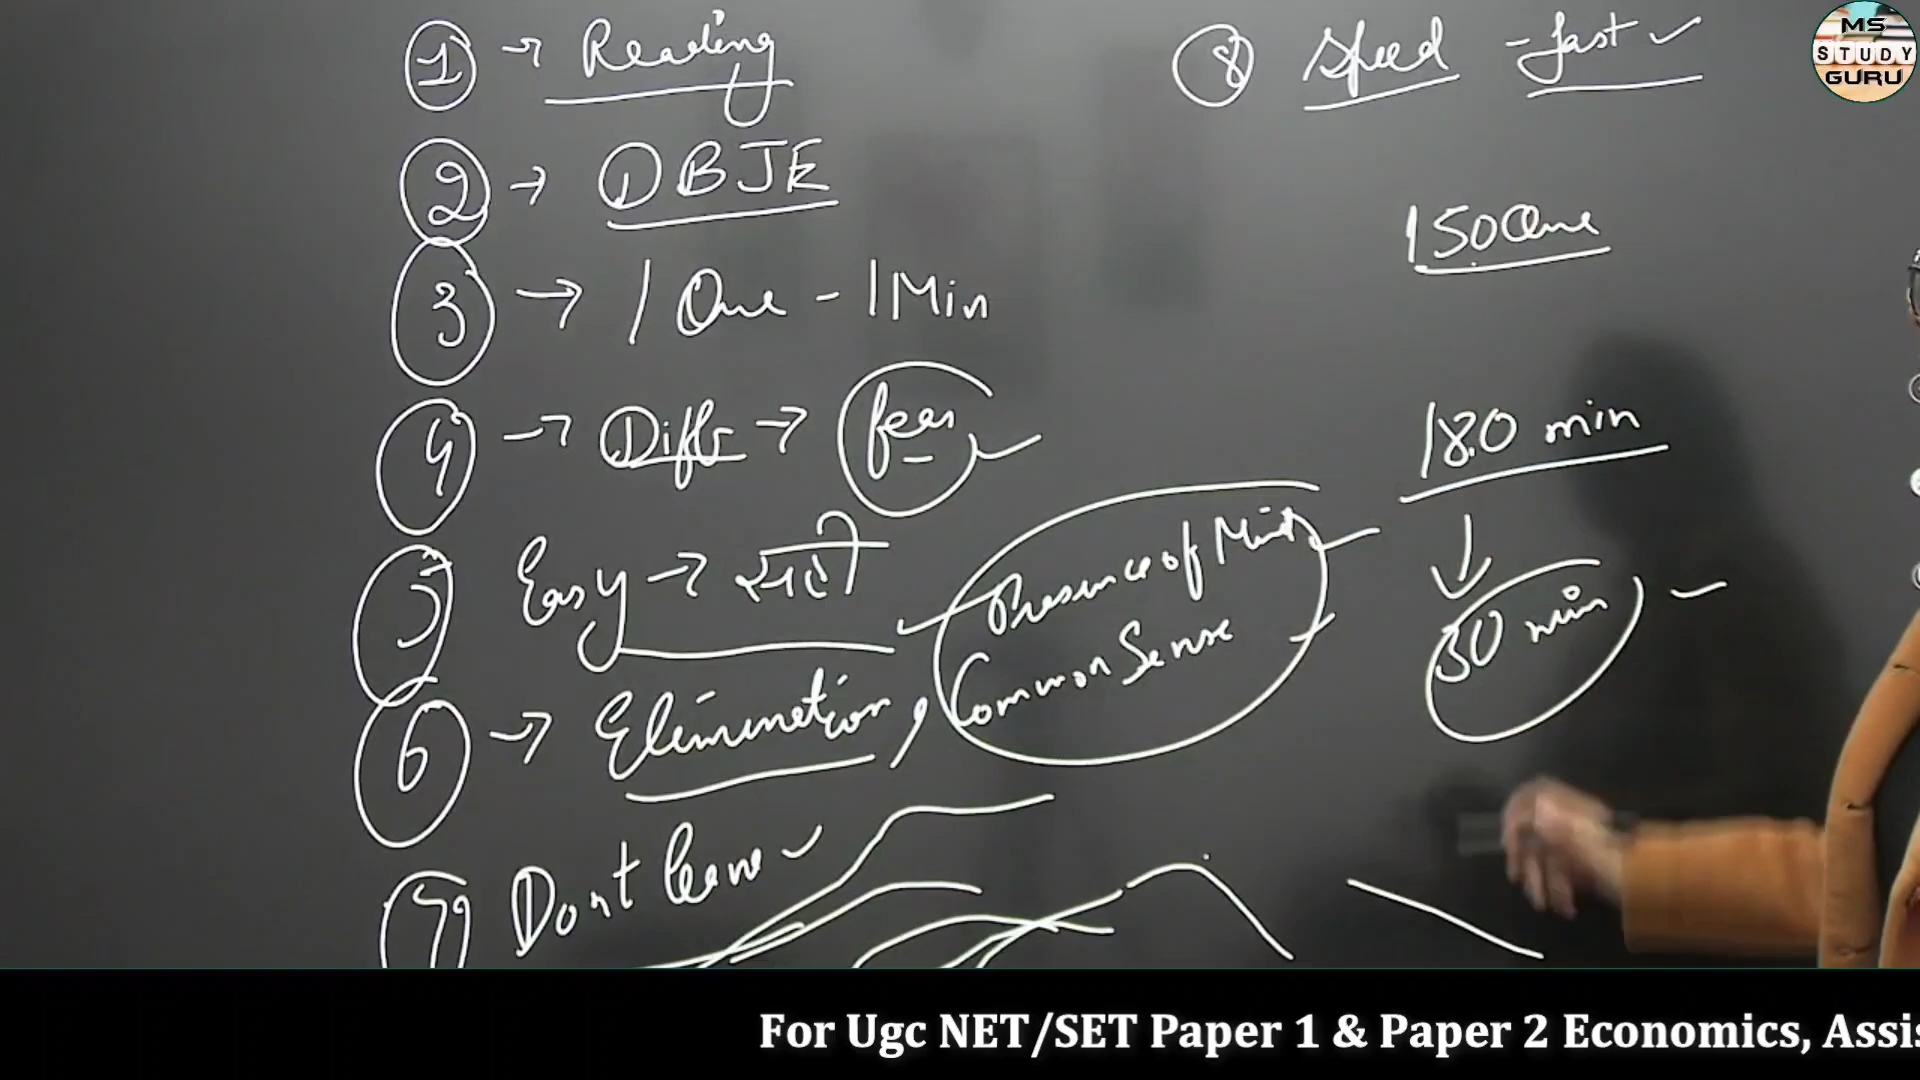 1 → Reading
2 → DBJE
3 → 1 Que - 1 Min
4 → Diff → fear
5 Easy → सही
6 → Elimination, Presence of Mind
Common Sense
7 Dont leave
8 Speed - fast ✓
150 Que
180 min
↓
30 min
MS
STUDY
GURU
For Ugc NET/SET Paper 1 & Paper 2 Economics, Assis